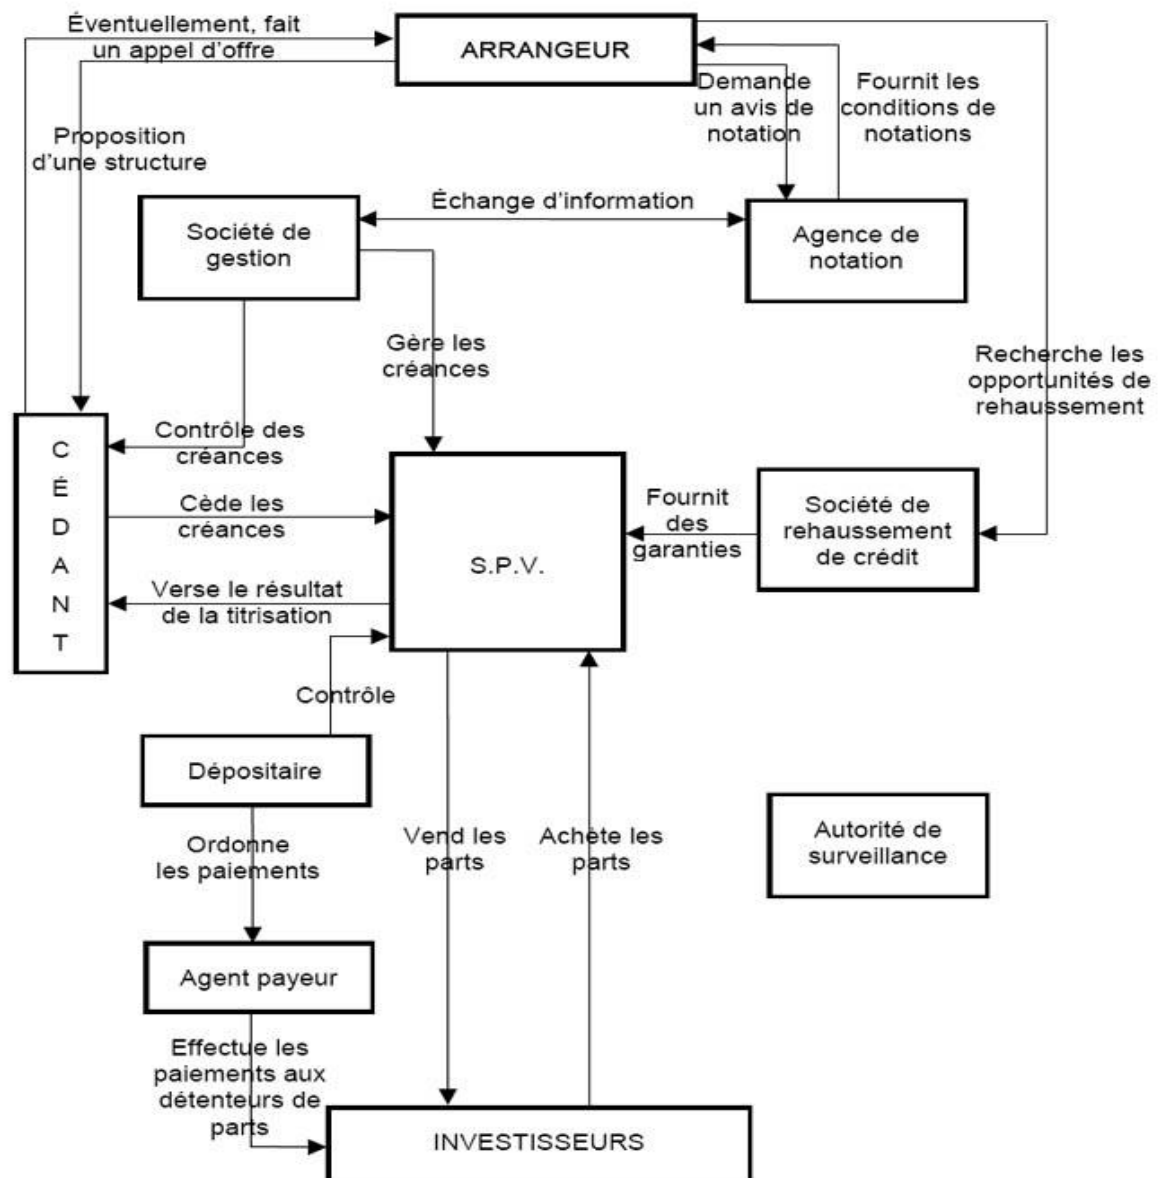 Éventuellement, fait
un appel d'offre
ARRANGEUR
Demande
un avis de
notation
Fournit les
conditions de
notations
Proposition
d'une structure
Échange d'information
Société de
gestion
Agence de
notation
Gère les
créances
Recherche les
opportunités de
rehaussement
C
É
D
A
N
T
Contrôle des
créances
Cède les
créances
Verse le résultat
de la titrisation
S.P.V.
Fournit
des
garanties
Société de
rehaussement
de crédit
Contrôle
Dépositaire
Ordonne
les paiements
Vend les
parts
Achète les
parts
Autorité de
surveillance
Agent payeur
Effectue les
paiements aux
détenteurs de
parts
INVESTISSEURS